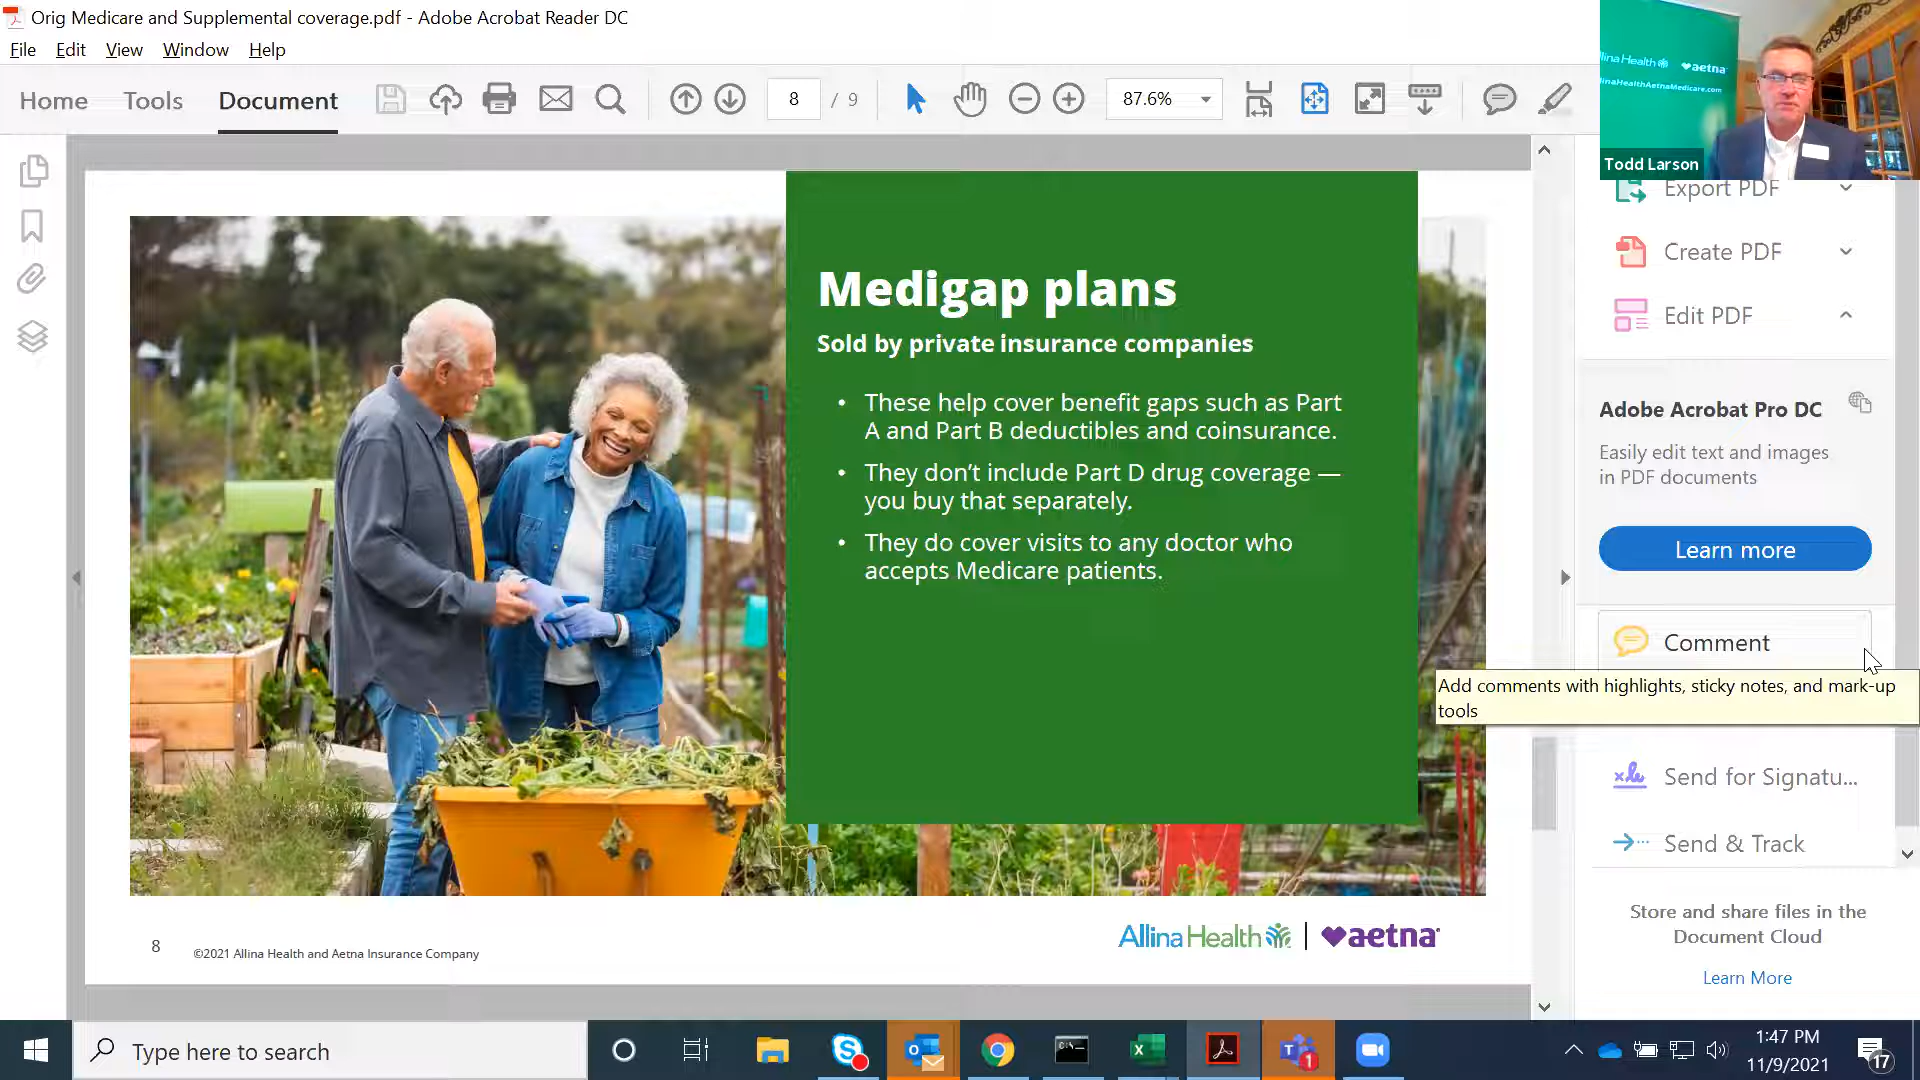 Orig Medicare and Supplemental coverage.pdf - Adobe Acrobat Reader DC
File Edit View Window Help
Home Tools Document 8 / 9 87.6%
AllinaHealth aetna
Todd Larson
Export PDF
Create PDF
Edit PDF
Adobe Acrobat Pro DC
Easily edit text and images
in PDF documents
Learn more
Comment
Add comments with highlights, sticky notes, and mark-up
tools
Send for Signatu...
Send & Track
Store and share files in the
Document Cloud
Learn More
Medigap plans
Sold by private insurance companies
• These help cover benefit gaps such as Part
A and Part B deductibles and coinsurance.
• They don't include Part D drug coverage —
you buy that separately.
• They do cover visits to any doctor who
accepts Medicare patients.
8 ©2021 Allina Health and Aetna Insurance Company
AllinaHealth | aetna
Type here to search
1:47 PM
11/9/2021
17
1